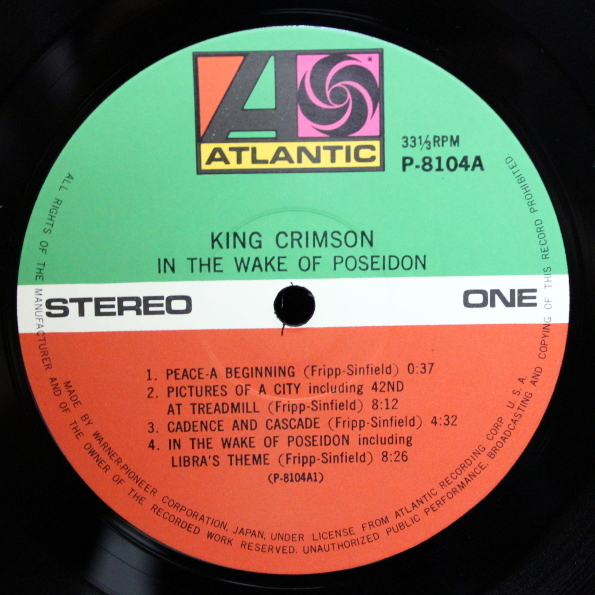 ATLANTIC
33⅓ RPM
P-8104A
KING CRIMSON
IN THE WAKE OF POSEIDON
STEREO
ONE
1. PEACE-A BEGINNING (Fripp-Sinfield) 0:37
2. PICTURES OF A CITY including 42ND
AT TREADMILL (Fripp-Sinfield) 8:12
3. CADENCE AND CASCADE (Fripp-Sinfield) 4:32
4. IN THE WAKE OF POSEIDON including
LIBRA'S THEME (Fripp-Sinfield) 8:26
(P-8104A1)
MADE BY WARNER-PIONEER CORPORATION, JAPAN, UNDER LICENSE FROM ATLANTIC RECORDING CORP. U.S.A.
ALL RIGHTS OF THE MANUFACTURER AND OF THE OWNER OF THE RECORDED WORK RESERVED. UNAUTHORIZED PUBLIC PERFORMANCE, BROADCASTING AND COPYING OF THIS RECORD PROHIBITED.